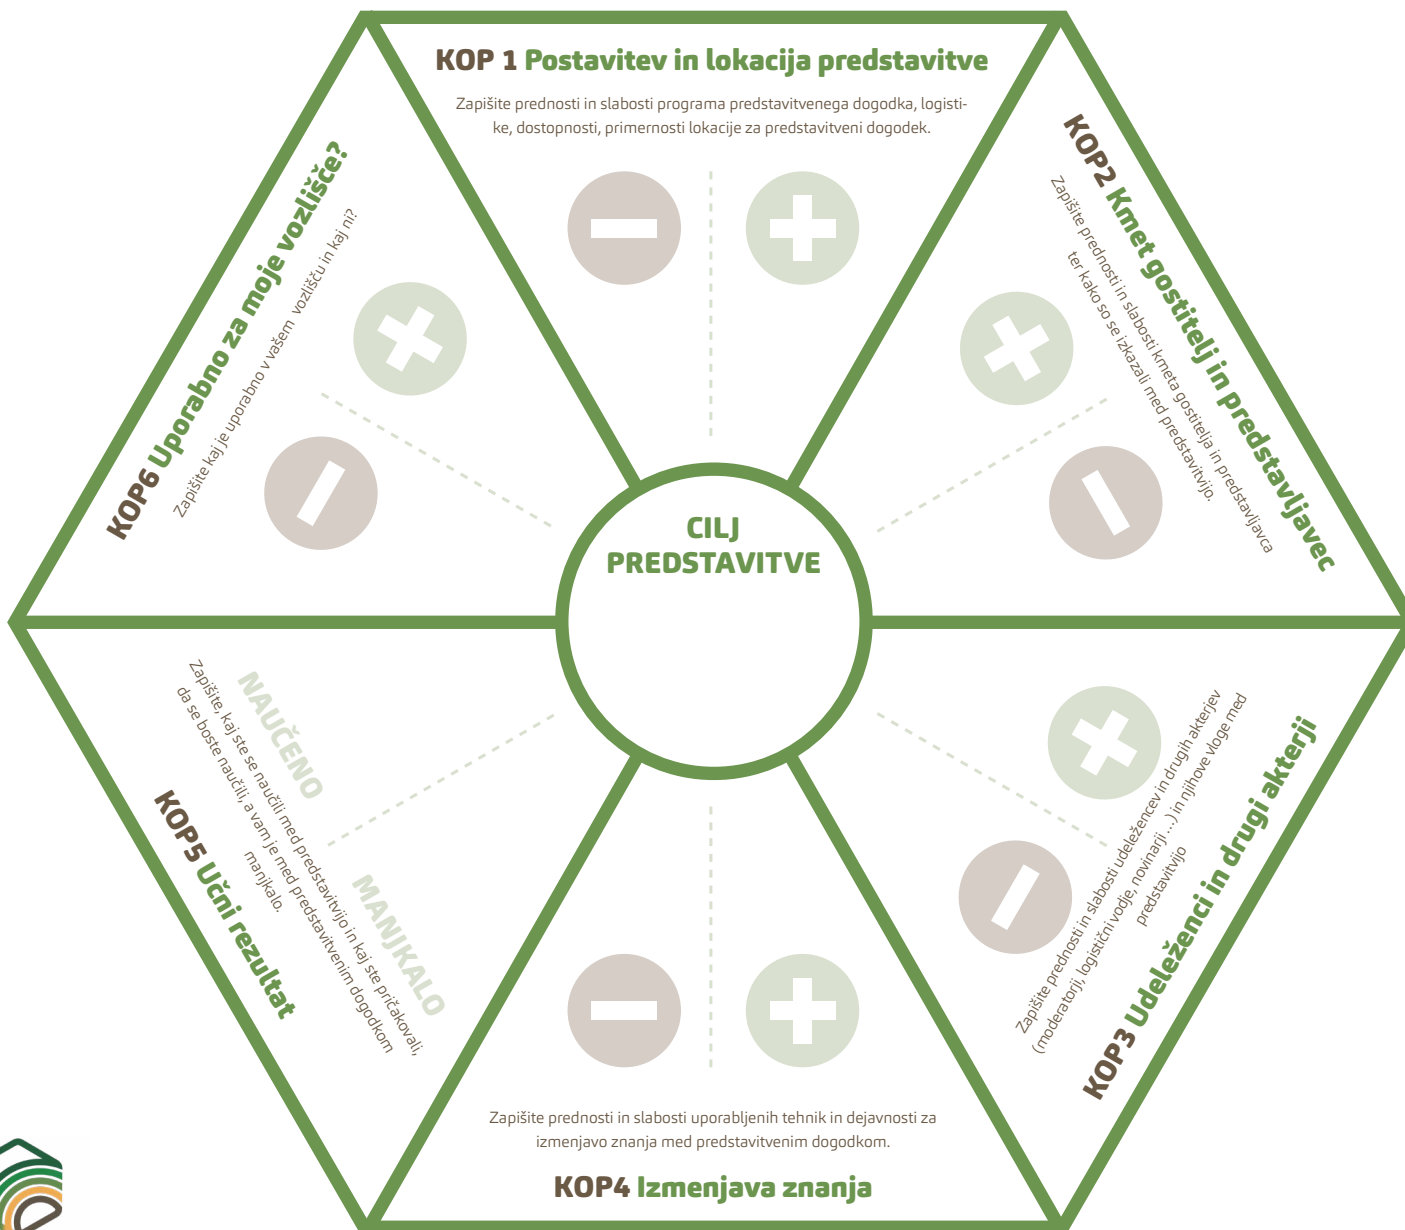 KOP 1 Postavitev in lokacija predstavitve
Zapišite prednosti in slabosti programa predstavitvenega dogodka, logisti-
ke, dostopnosti, primernosti lokacije za predstavitveni dogodek.
KOP2 Kmet gostitelj in predstavljavec
Zapišite prednosti in slabosti kmeta gostitelja in predstavljavca
ter kako so se izkazali med predstavitvijo.
CILJ
PREDSTAVITVE
Zapišite prednosti in slabosti udeležencev in drugih akterjev
(moderatorji, logistični vodje, novinarji ...) in njihove vloge med
predstavitvijo
KOP3 Udeleženci in drugi akterji
Zapišite prednosti in slabosti uporabljenih tehnik in dejavnosti za
izmenjavo znanja med predstavitvenim dogodkom.
KOP4 Izmenjava znanja
NAUČENO
MANJKALO
Zapišite, kaj ste se naučili med predstavitvijo in kaj ste pričakovali,
da se boste naučili, a vam je med predstavitvenim dogodkom
manjkalo.
KOP5 Učni rezultat
KOP6 Uporabno za moje vozlišče?
Zapišite kaj je uporabno v vašem vozlišču in kaj ni?